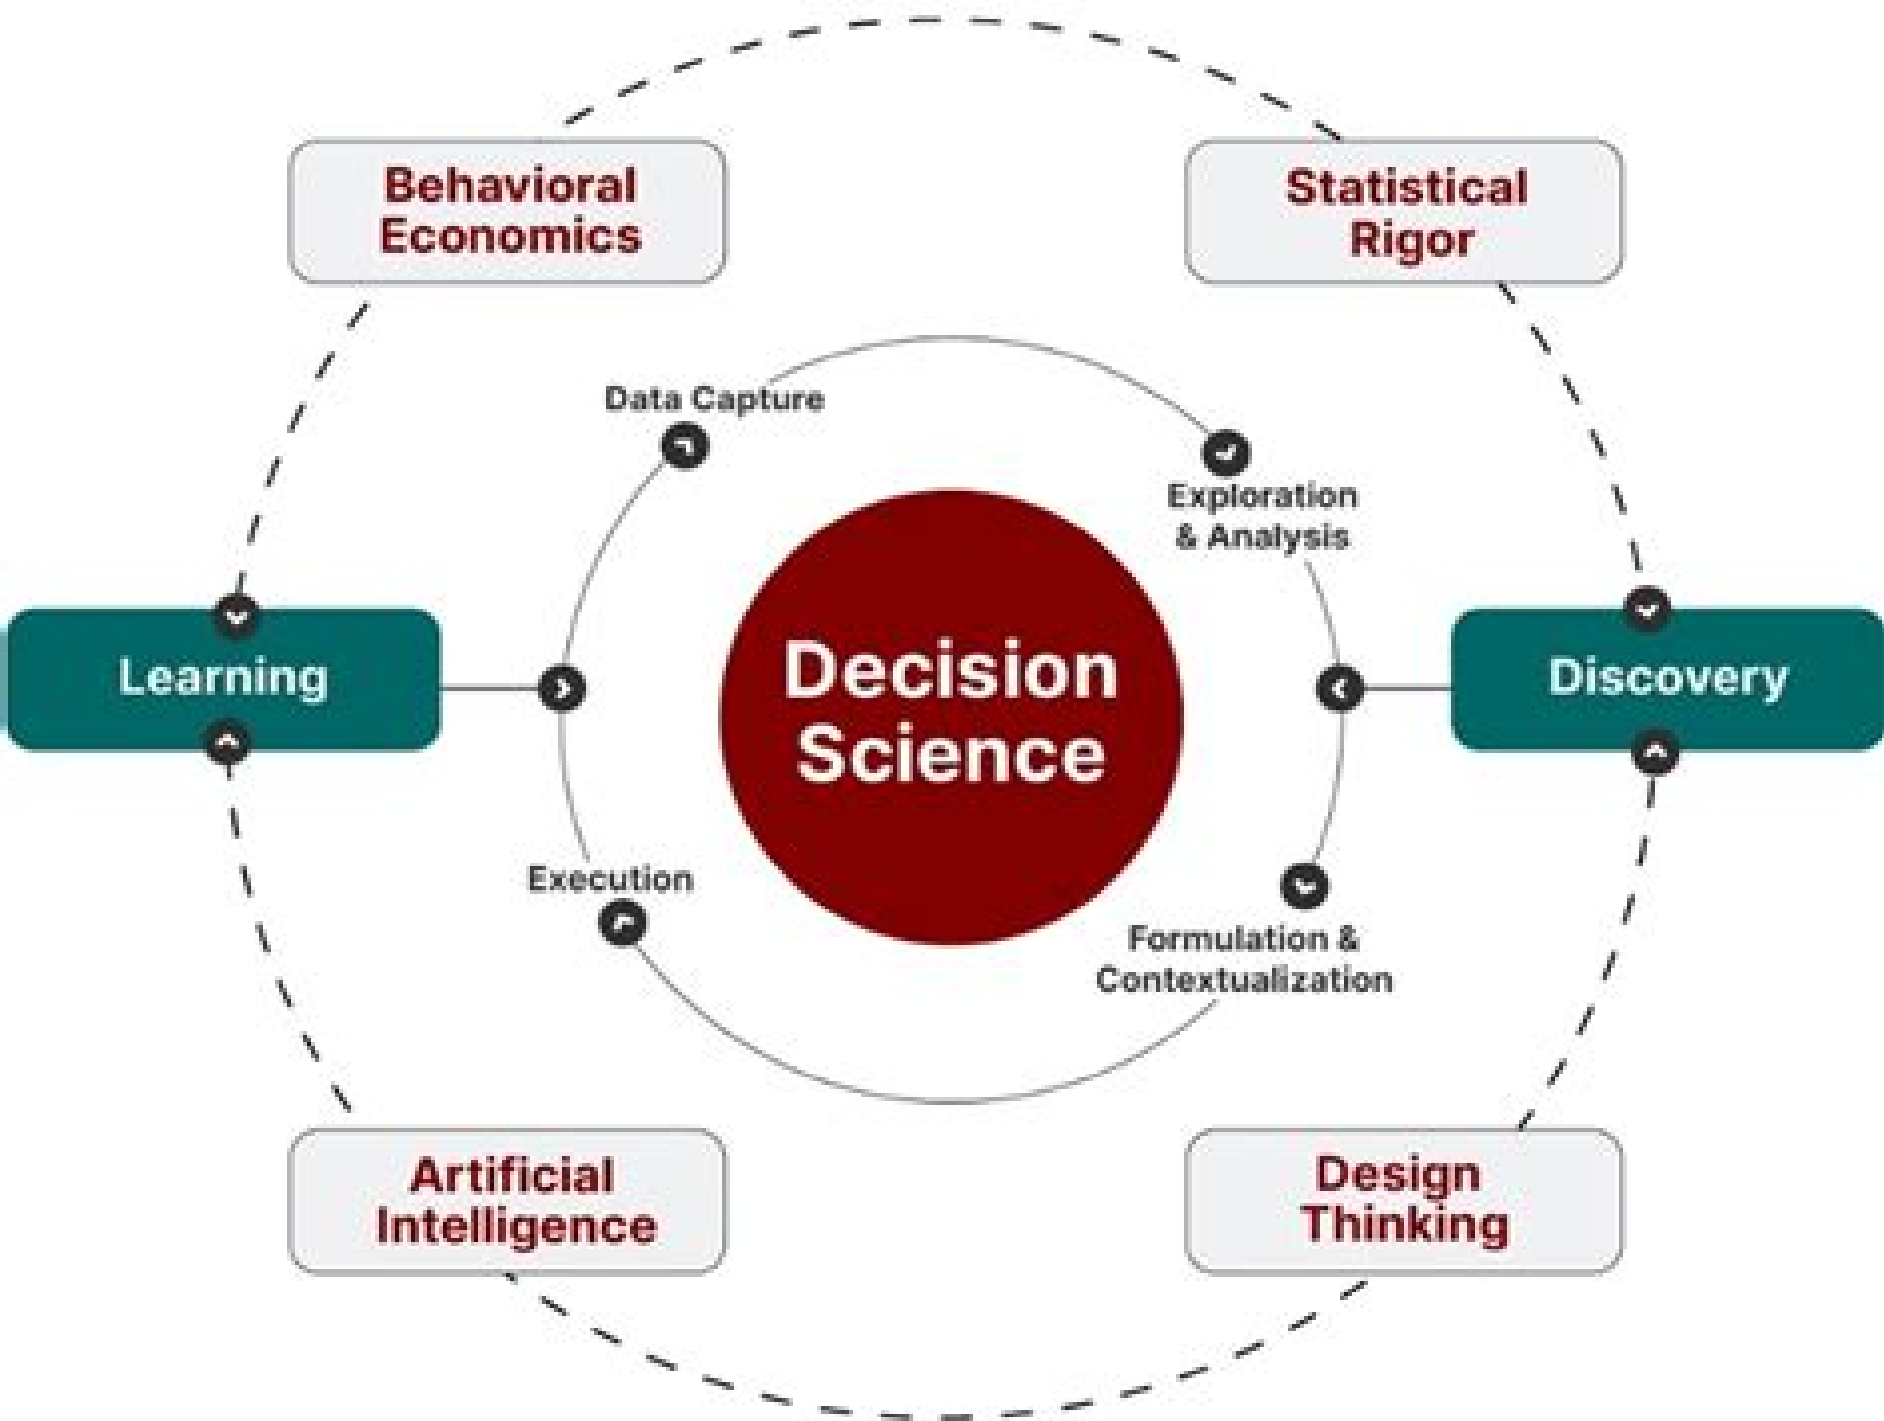 Behavioral
Economics
Statistical
Rigor
Data Capture
Exploration
& Analysis
Learning
Decision
Science
Discovery
Execution
Formulation &
Contextualization
Artificial
Intelligence
Design
Thinking